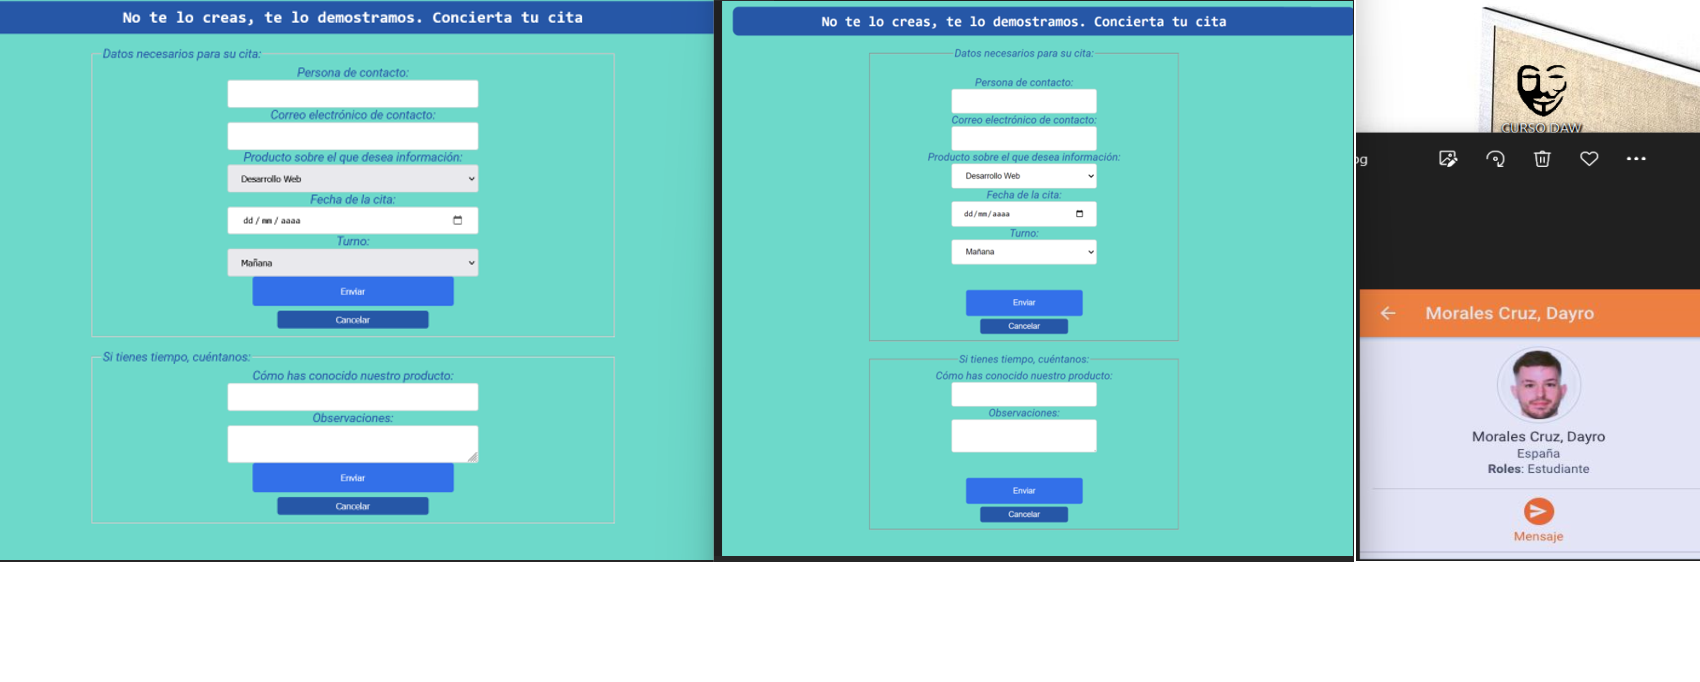 No te lo creas, te lo demostramos. Concierta tu cita
Datos necesarios para su cita:
Persona de contacto:
Correo electrónico de contacto:
Producto sobre el que desea información:
Desarrollo Web
Fecha de la cita:
dd/mm/aaaa
Turno:
Mañana
Enviar
Cancelar
Si tienes tiempo, cuéntanos:
Cómo has conocido nuestro producto:
Observaciones:
Enviar
Cancelar
No te lo creas, te lo demostramos. Concierta tu cita
Datos necesarios para su cita:
Persona de contacto:
Correo electrónico de contacto:
Producto sobre el que desea información:
Desarrollo Web
Fecha de la cita:
dd/mm/aaaa
Turno:
Mañana
Enviar
Cancelar
Si tienes tiempo, cuéntanos:
Cómo has conocido nuestro producto:
Observaciones:
Enviar
Cancelar
CURSO DAW
Morales Cruz, Dayro
Morales Cruz, Dayro
España
Roles: Estudiante
Mensaje